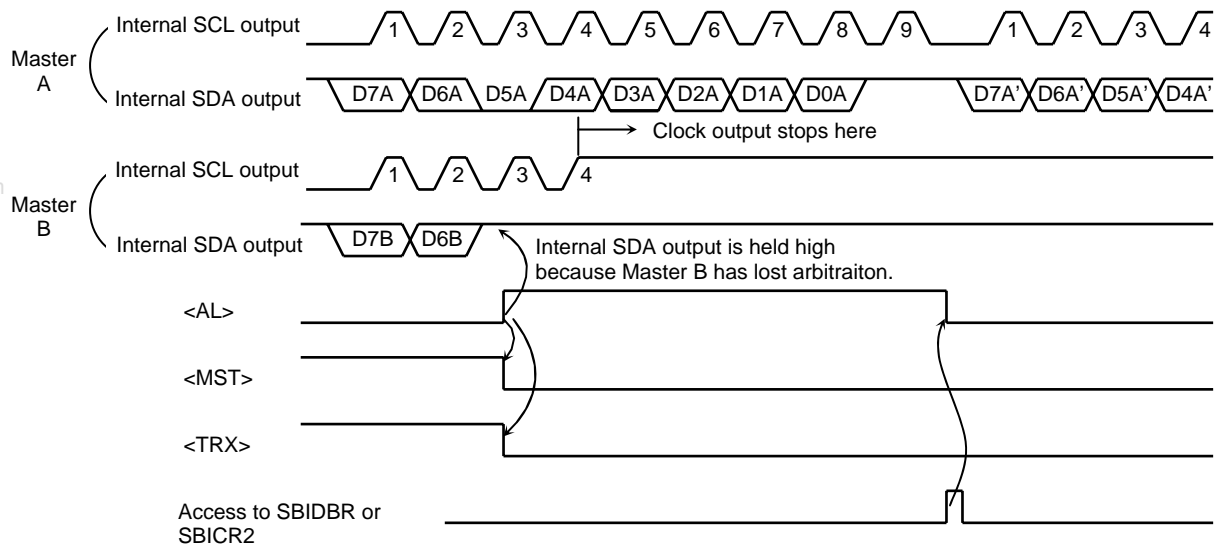 Internal SCL output 1 2 3 4 5 6 7 8 9 1 2 3 4
Master
A
Internal SDA output D7A D6A D5A D4A D3A D2A D1A D0A D7A’ D6A’ D5A’ D4A’
Clock output stops here
Internal SCL output 1 2 3 4
Master
B
Internal SDA output D7B D6B
Internal SDA output is held high
because Master B has lost arbitraiton.
<AL>
<MST>
<TRX>
Access to SBIDBR or
SBICR2